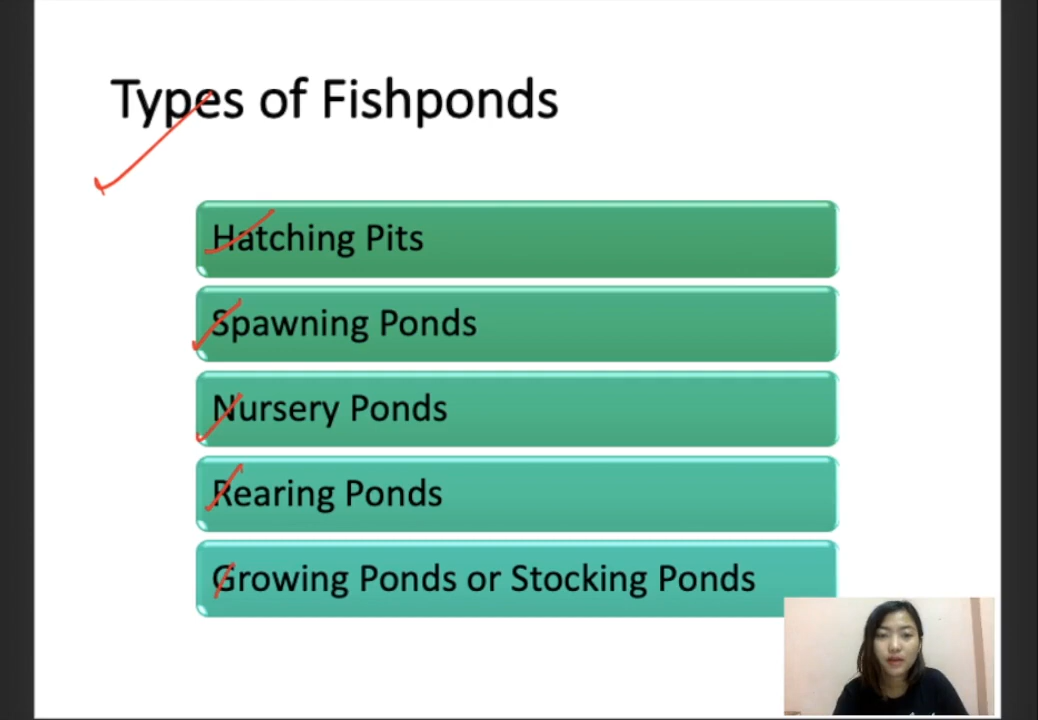 Types of Fishponds
Hatching Pits
Spawning Ponds
Nursery Ponds
Rearing Ponds
Growing Ponds or Stocking Ponds